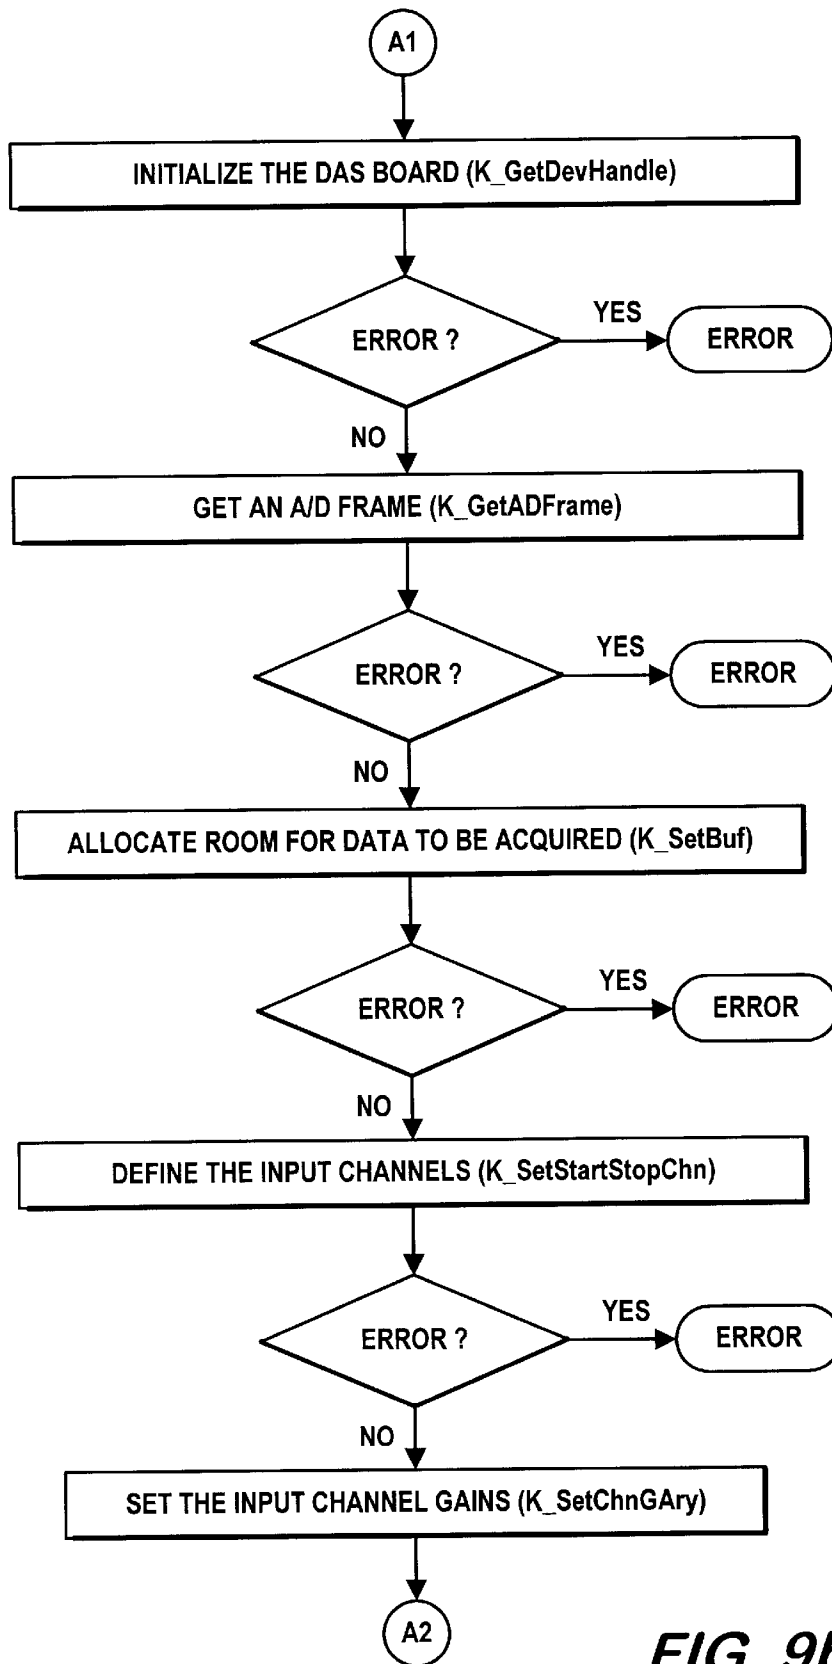 A1
INITIALIZE THE DAS BOARD (K_GetDevHandle)
ERROR ?
YES
ERROR
NO
GET AN A/D FRAME (K_GetADFrame)
ERROR ?
YES
ERROR
NO
ALLOCATE ROOM FOR DATA TO BE ACQUIRED (K_SetBuf)
ERROR ?
YES
ERROR
NO
DEFINE THE INPUT CHANNELS (K_SetStartStopChn)
ERROR ?
YES
ERROR
NO
SET THE INPUT CHANNEL GAINS (K_SetChnGAry)
A2
FIG. 9